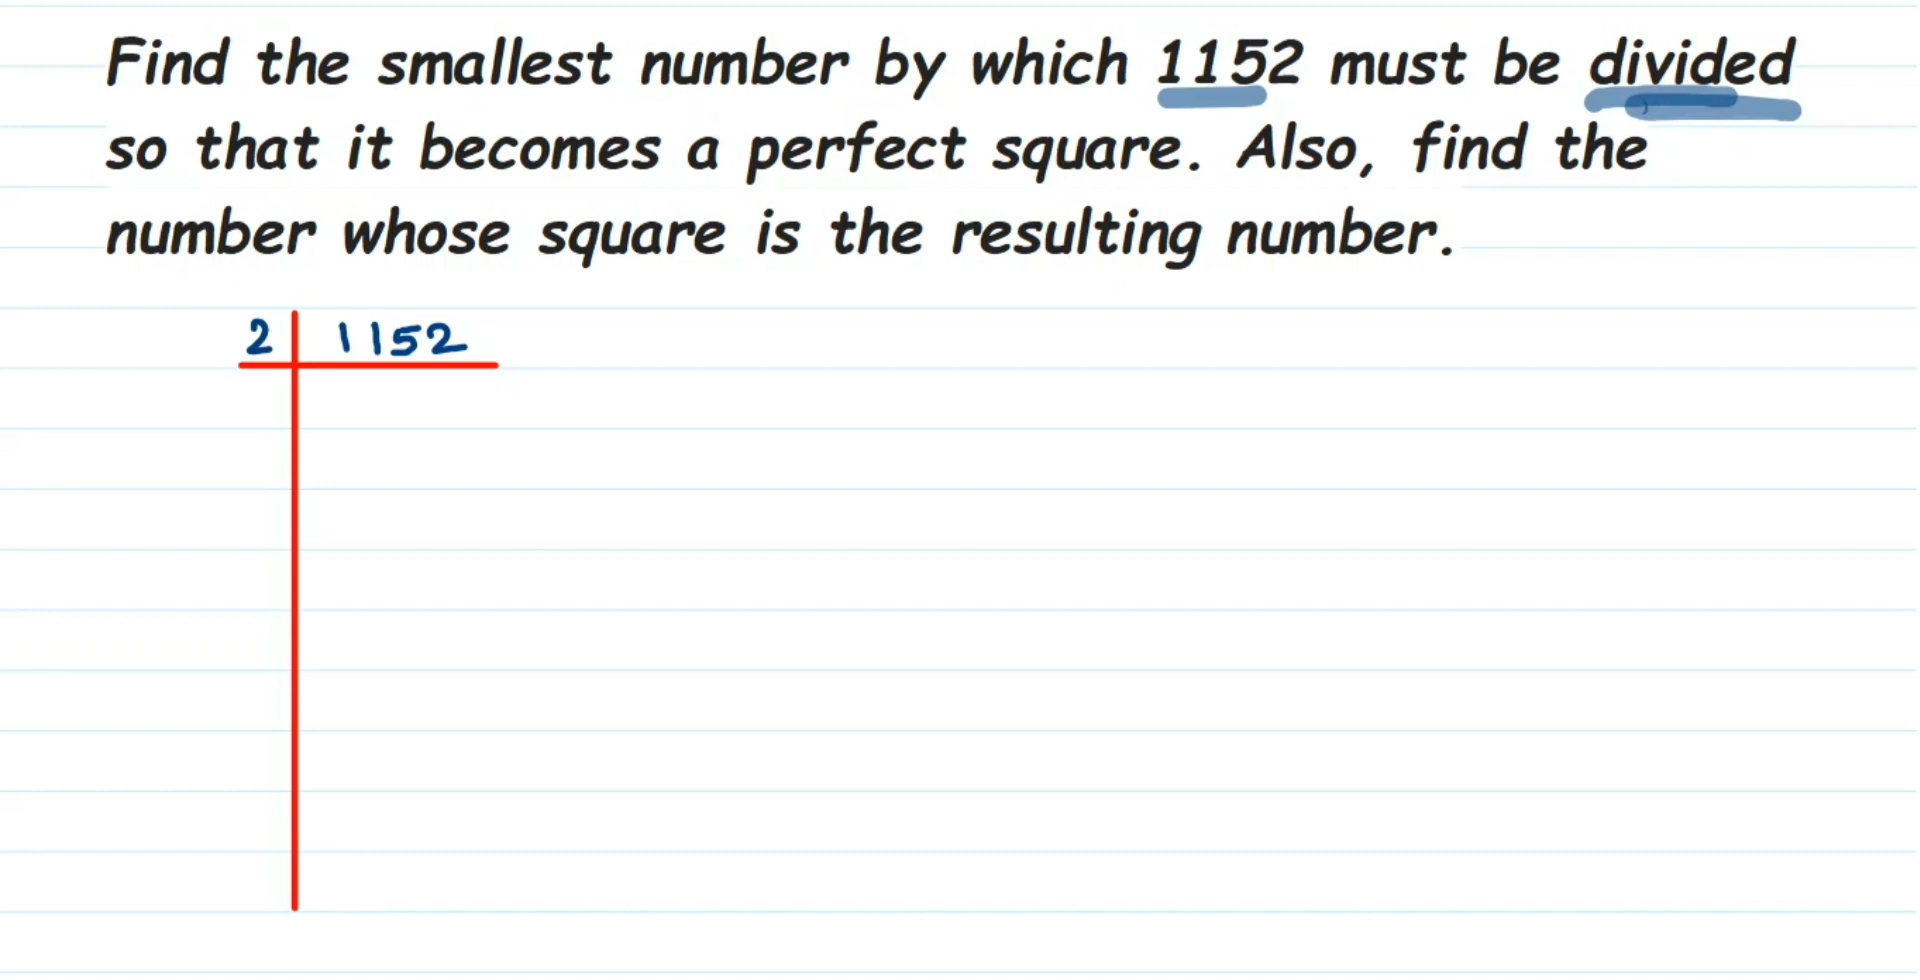 Find the smallest number by which 1152 must be divided
so that it becomes a perfect square. Also, find the
number whose square is the resulting number.
2 1152